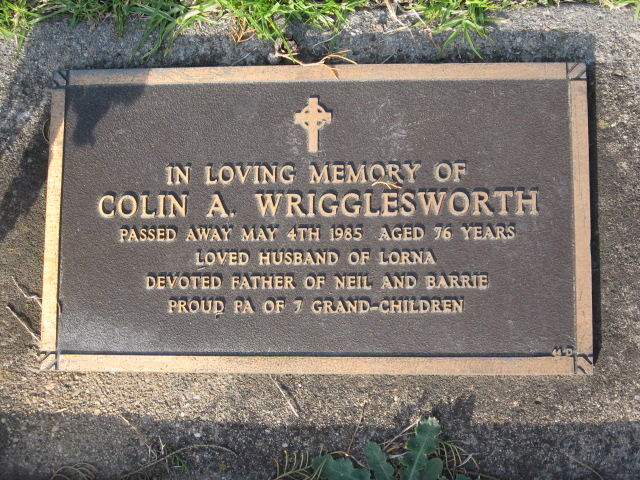 IN LOVING MEMORY OF
COLIN A. WRIGGLESWORTH
PASSED AWAY MAY 4TH 1985 AGED 76 YEARS
LOVED HUSBAND OF LORNA
DEVOTED FATHER OF NEIL AND BARRIE
PROUD PA OF 7 GRAND-CHILDREN